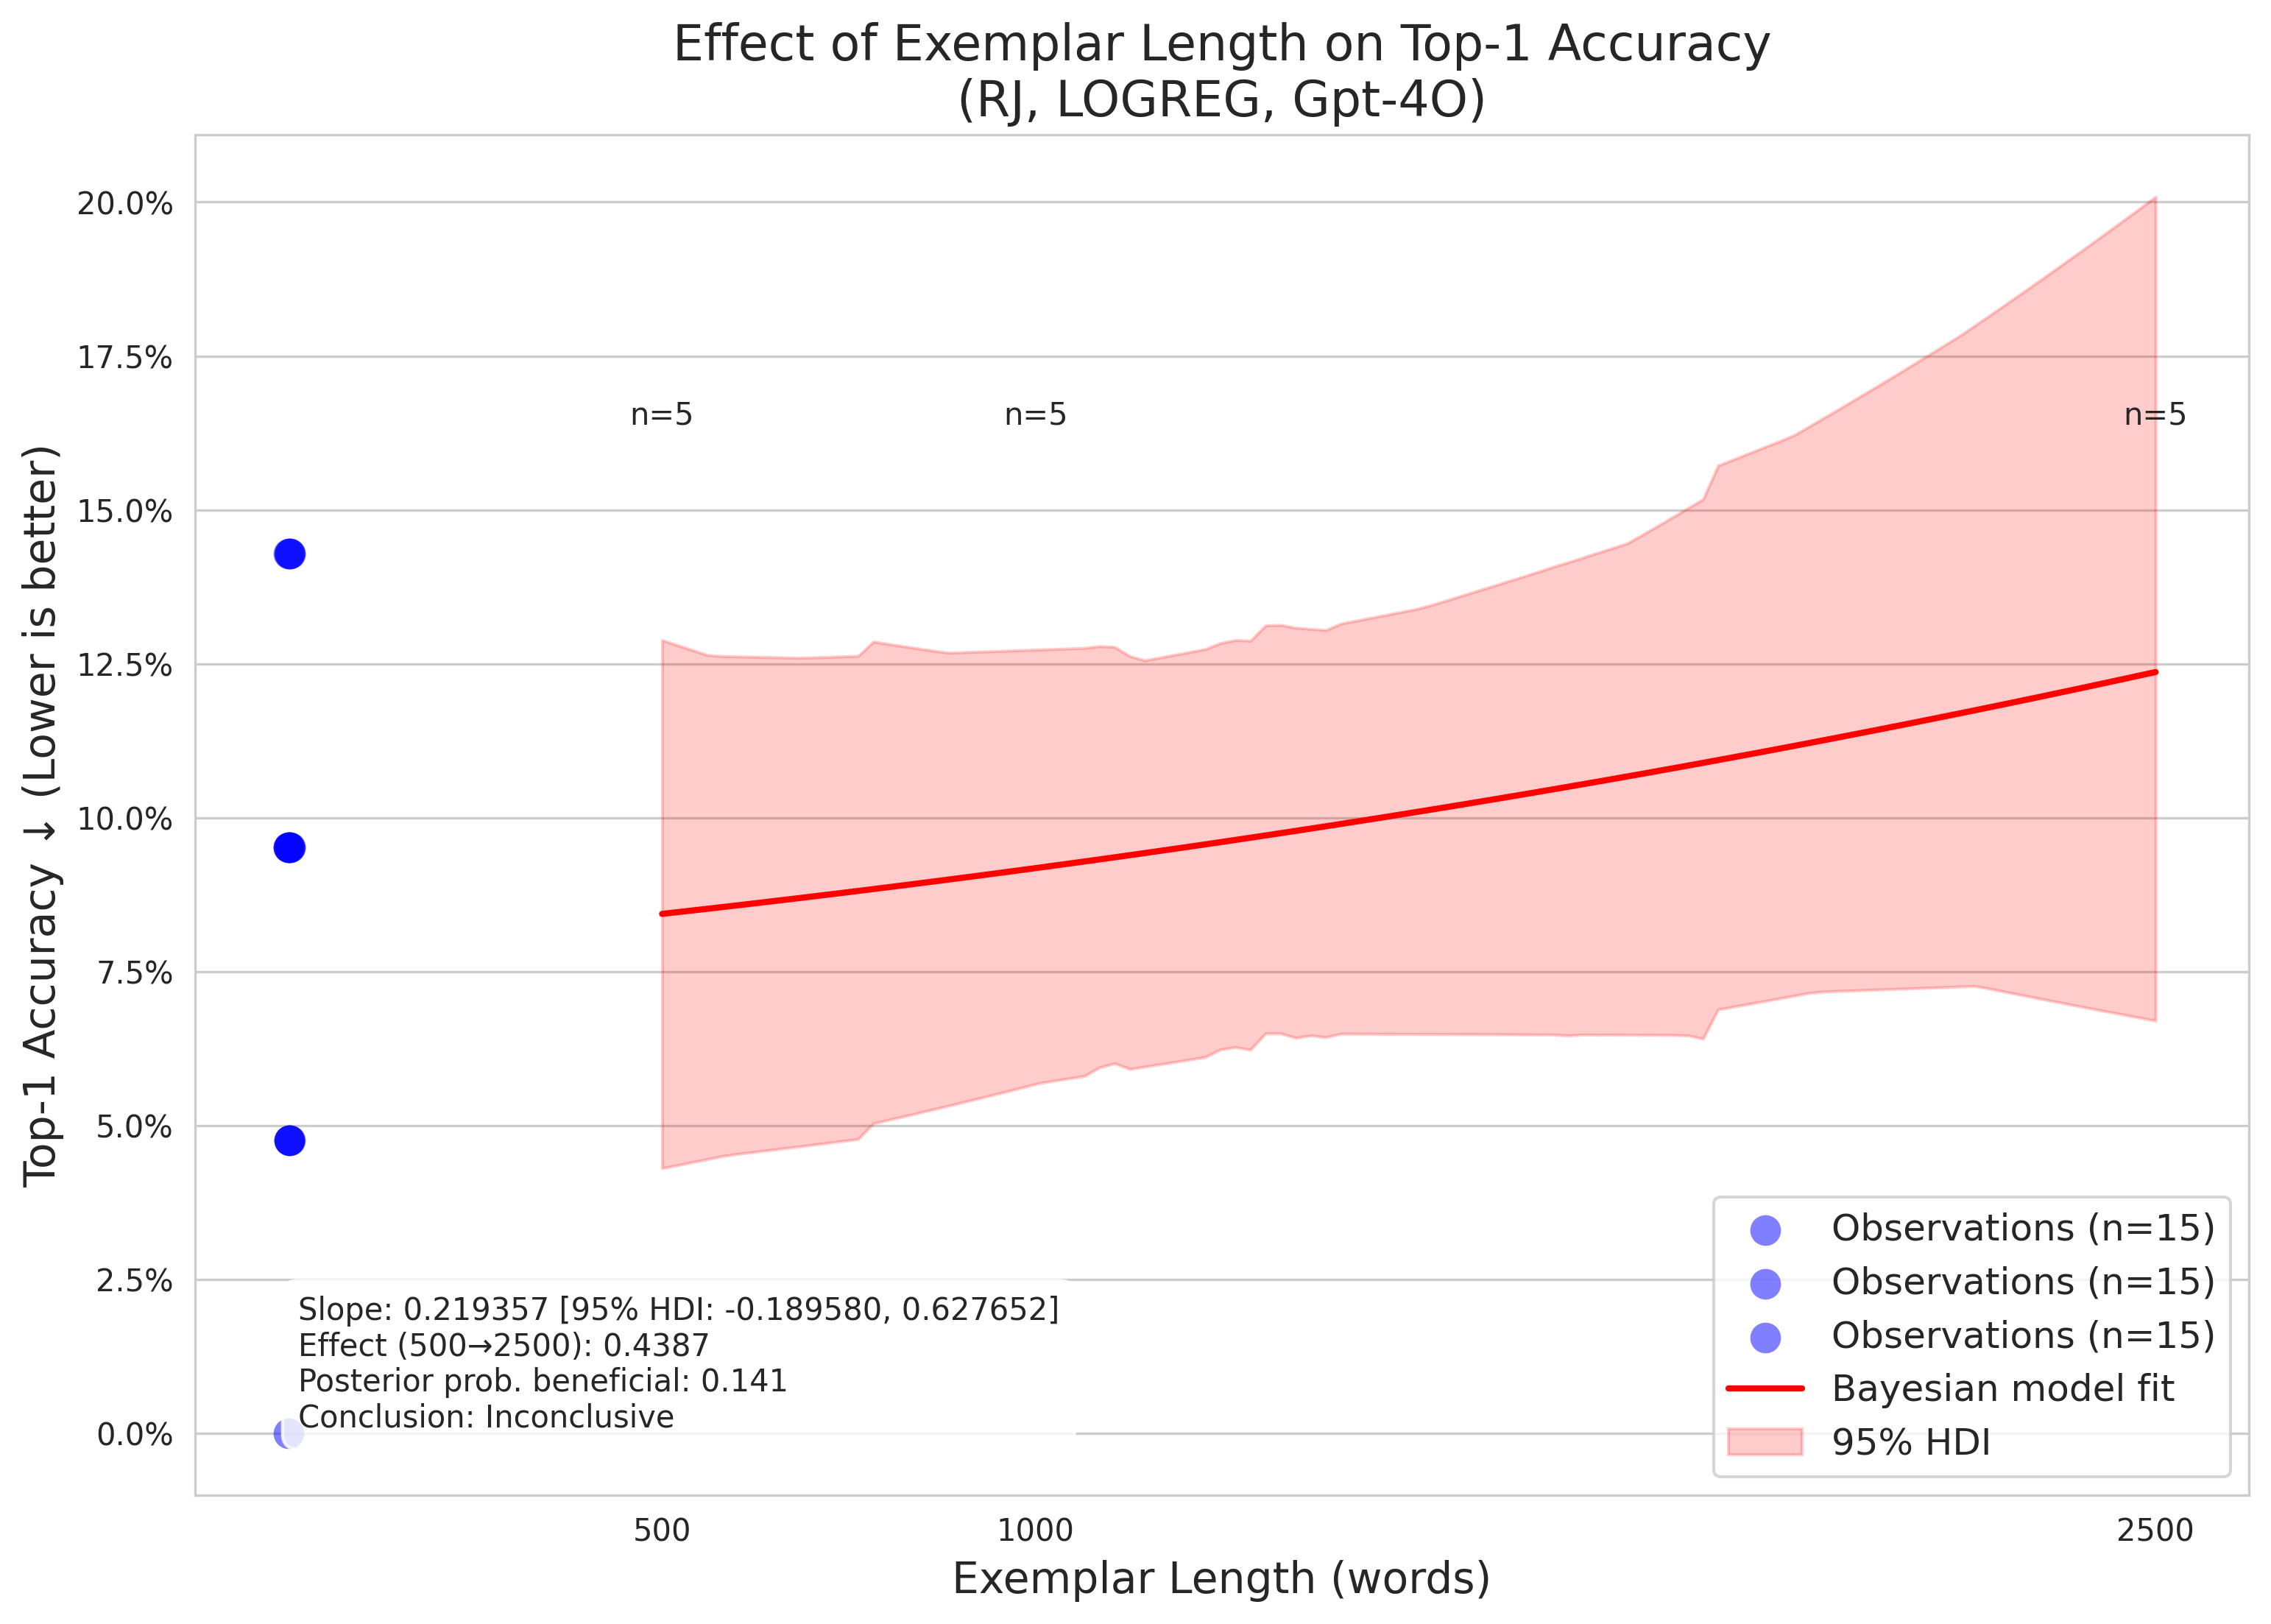 Effect of Exemplar Length on Top-1 Accuracy
(RJ, LOGREG, Gpt-4O)
Top-1 Accuracy ↓ (Lower is better)
20.0%
17.5%
15.0%
12.5%
10.0%
7.5%
5.0%
2.5%
0.0%
n=5
n=5
n=5
Slope: 0.219357 [95% HDI: -0.189580, 0.627652]
Effect (500→2500): 0.4387
Posterior prob. beneficial: 0.141
Conclusion: Inconclusive
Observations (n=15)
Observations (n=15)
Observations (n=15)
Bayesian model fit
95% HDI
500
1000
2500
Exemplar Length (words)